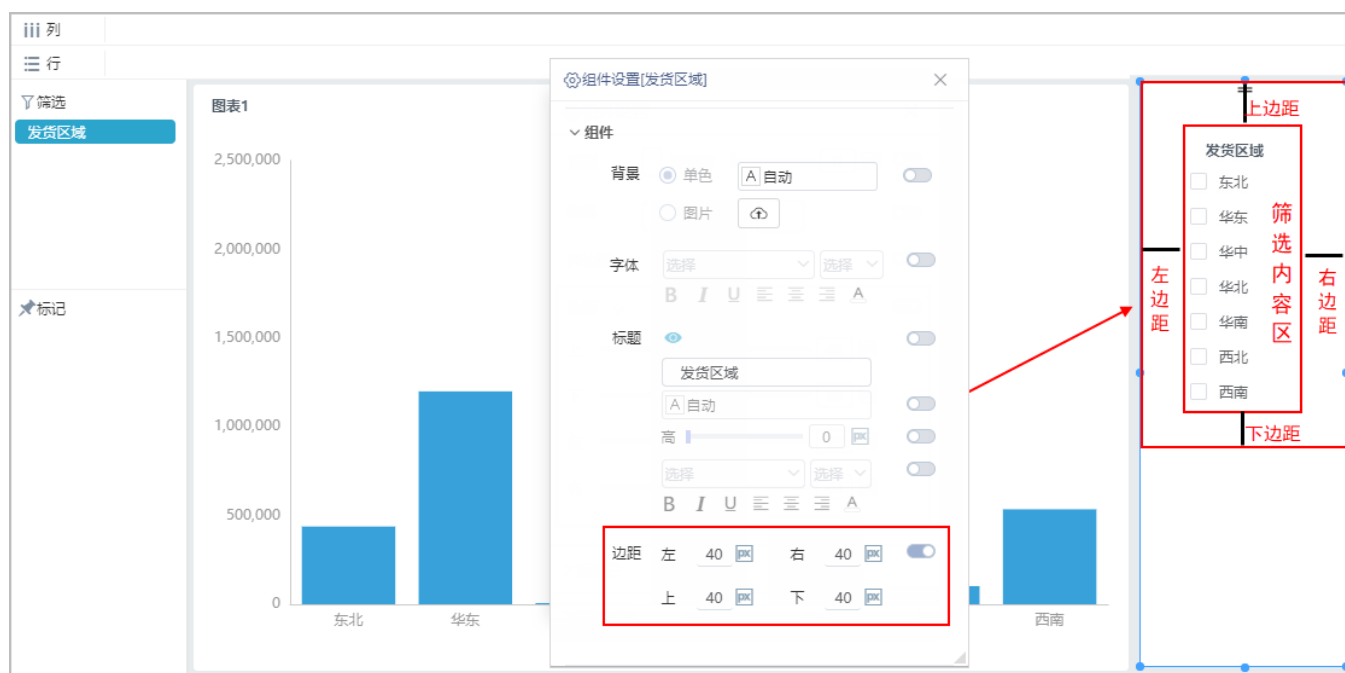 列
行
筛选
发货区域
标记
图表1
2,500,000
2,000,000
1,500,000
1,000,000
500,000
0
东北
华东
西南
组件设置[发货区域]
组件
背景
单色
A 自动
图片
字体
选择
选择
B I U A
标题
发货区域
A 自动
高
0 px
选择
选择
B I U A
边距 左 40 px 右 40 px
上 40 px 下 40 px
上边距
发货区域
东北
华东
华中
华北
华南
西北
西南
筛选内容区
左边距
右边距
下边距